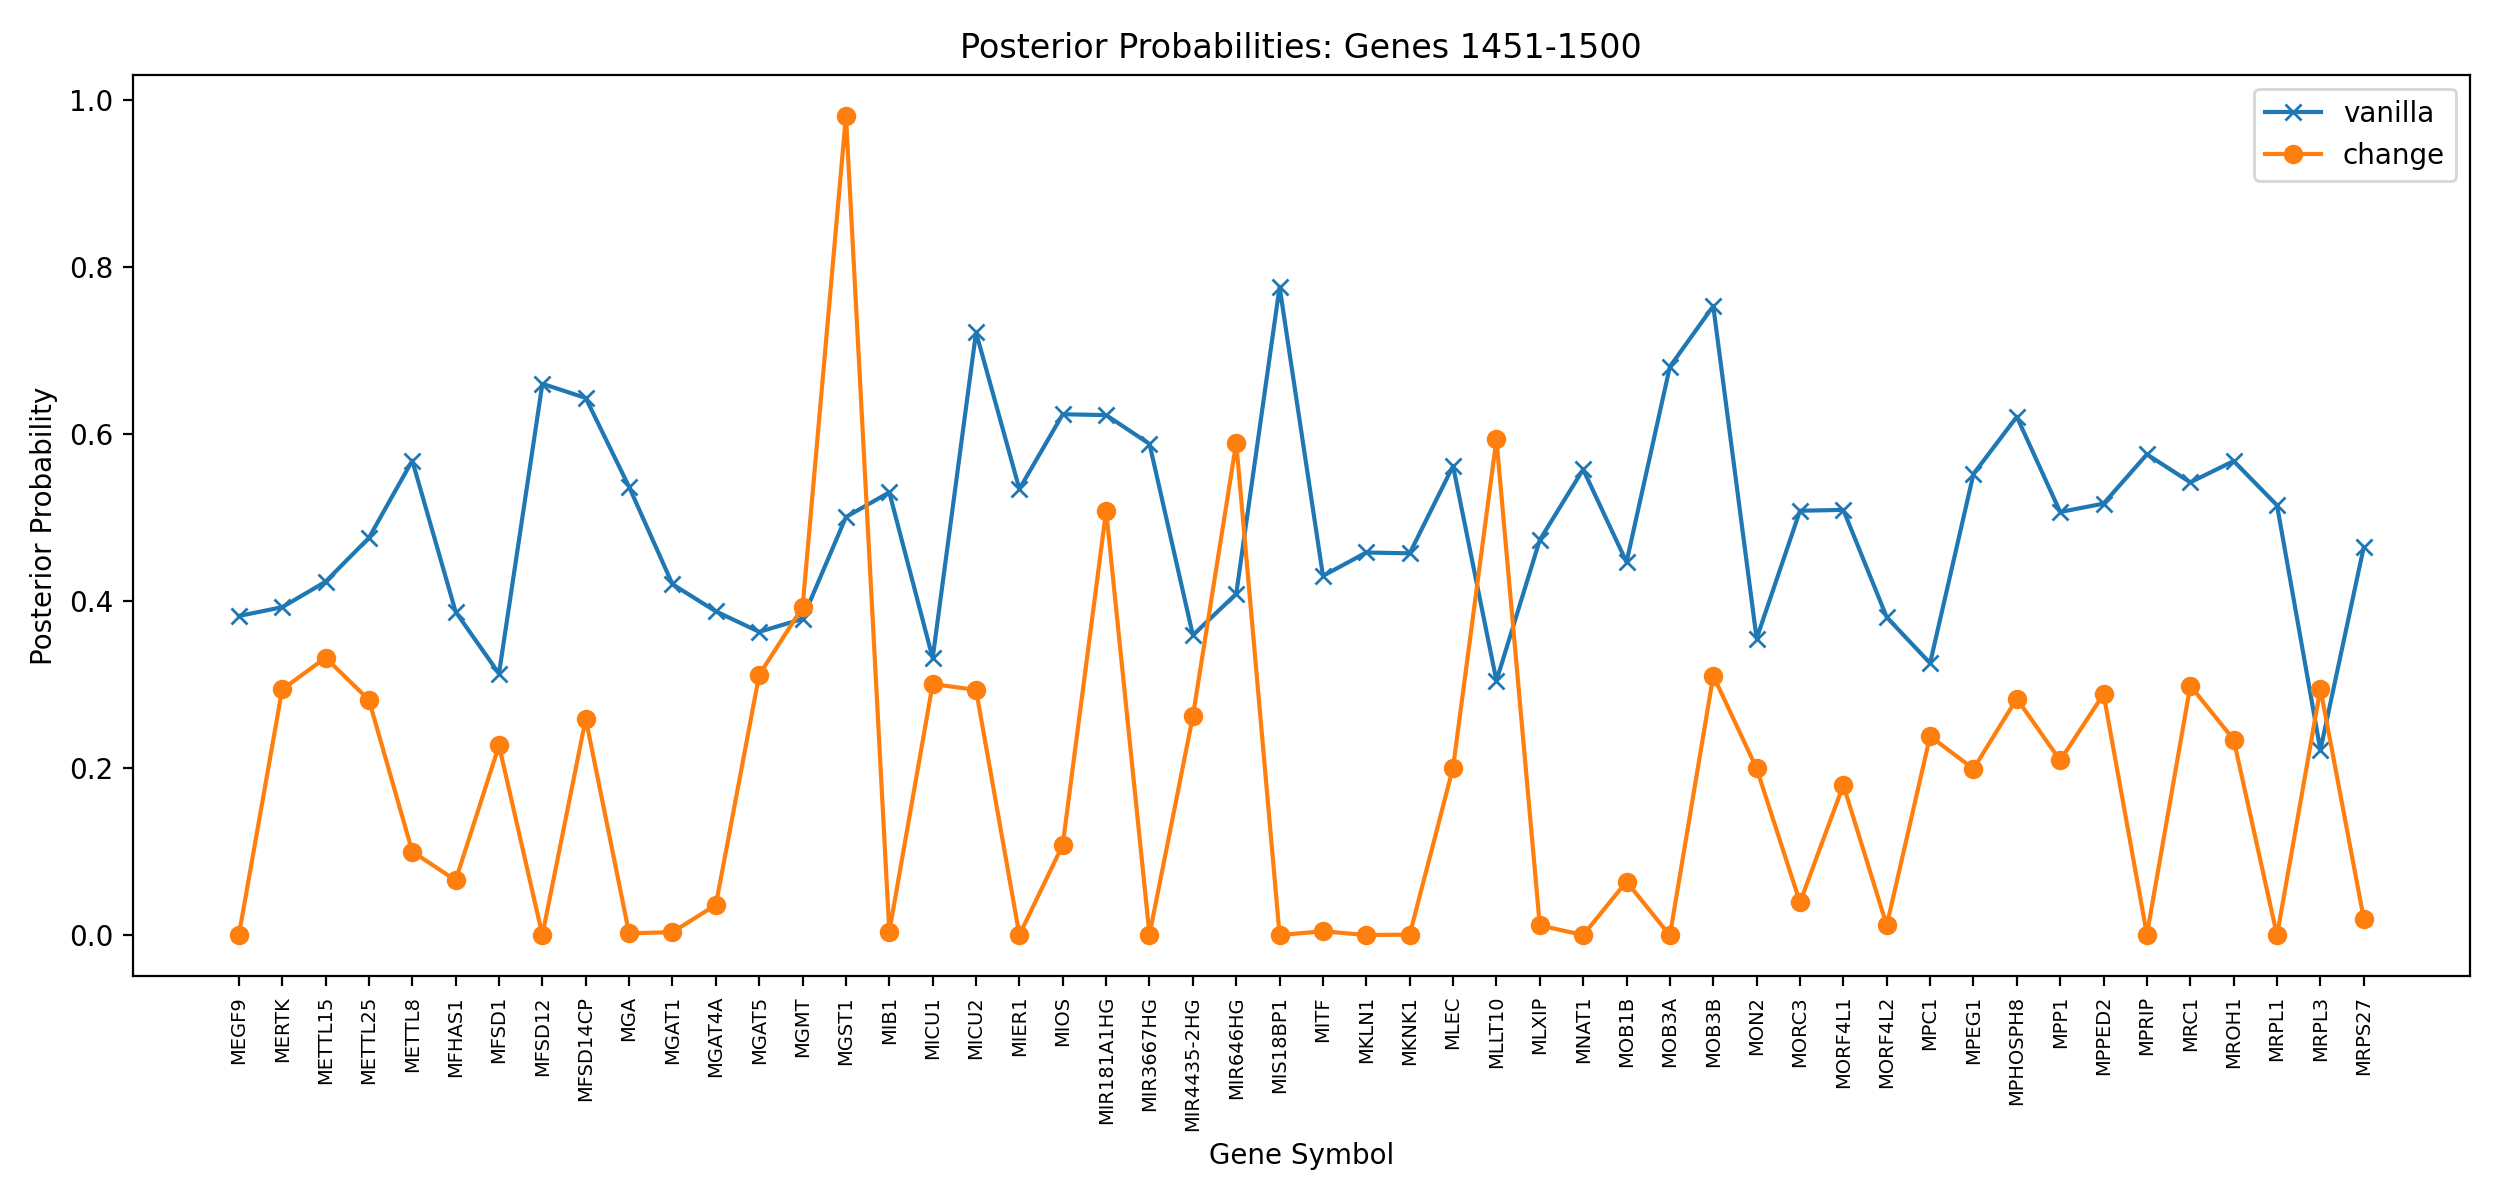 Posterior Probabilities: Genes 1451-1500
vanilla
change
Posterior Probability
1.0
0.8
0.6
0.4
0.2
0.0
MEGF9
MERTK
METTL15
METTL25
METTL8
MFHAS1
MFSD1
MFSD12
MFSD14CP
MGA
MGAT1
MGAT4A
MGAT5
MGMT
MGST1
MIB1
MICU1
MICU2
MIER1
MIOS
MIR181A1HG
MIR3667HG
MIR4435-2HG
MIR646HG
MIS18BP1
MITF
MKLN1
MKNK1
MLEC
MLLT10
MLXIP
MNAT1
MOB1B
MOB3A
MOB3B
MON2
MORC3
MORF4L1
MORF4L2
MPC1
MPEG1
MPHOSPH8
MPP1
MPPED2
MPRIP
MRC1
MROH1
MRPL1
MRPL3
MRPS27
Gene Symbol